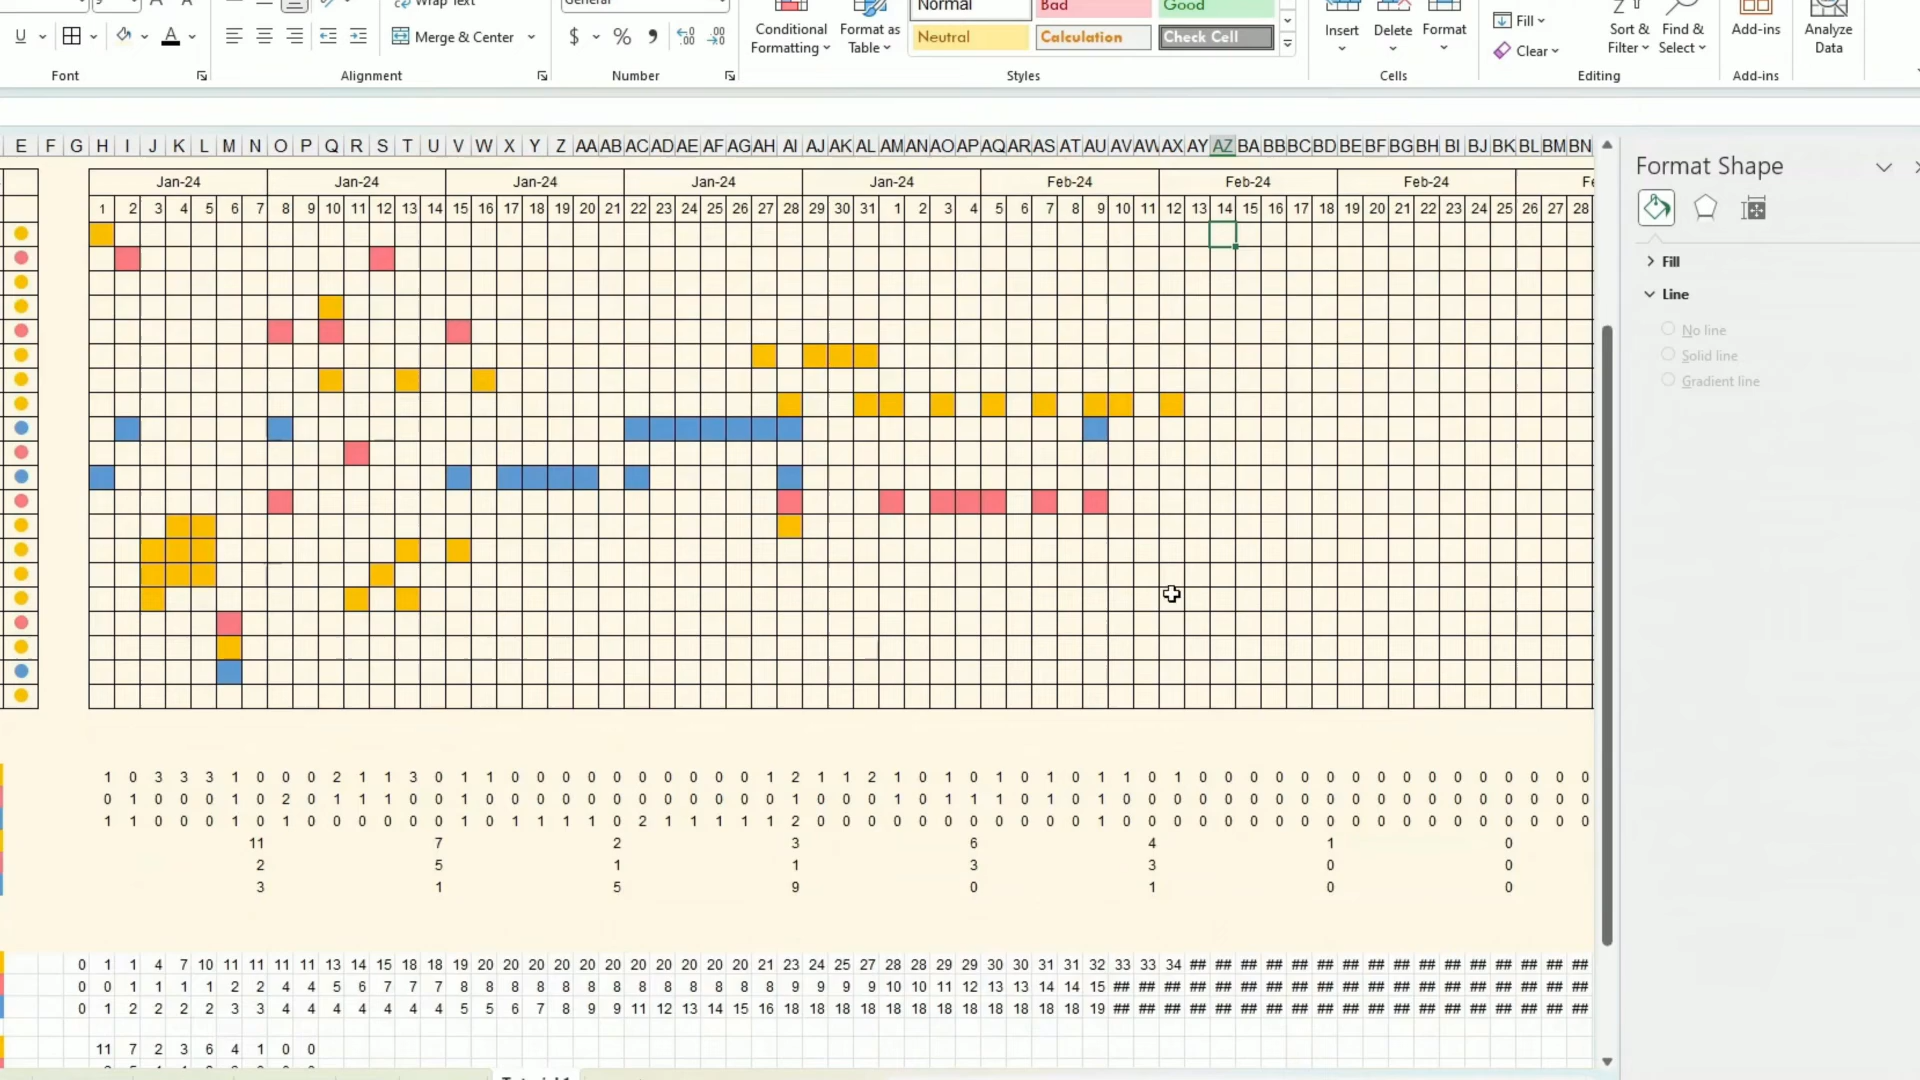 Wrap Text
General
U A Merge & Center $ % 9 .00
Conditional Formatting
Format as Table
Normal Bad Good
Neutral Calculation Check Cell
Insert Delete Format
Fill
Clear
Sort & Filter
Find & Select
Add-ins
Analyze Data
Font Alignment Number Styles Cells Editing Add-ins
E F G H I J K L M N O P Q R S T U V W X Y Z AA AB AC AD AE AF AG AH AI AJ AK AL AM AN AO AP AQ AR AS AT AU AV AW AX AY AZ BA BB BC BD BE BF BG BH BI BJ BK BL BM BN
Jan-24 Jan-24 Jan-24 Jan-24 Jan-24 Feb-24 Feb-24 Feb-24 Fe
1 2 3 4 5 6 7 8 9 10 11 12 13 14 15 16 17 18 19 20 21 22 23 24 25 26 27 28 29 30 31 1 2 3 4 5 6 7 8 9 10 11 12 13 14 15 16 17 18 19 20 21 22 23 24 25 26 27 28
1 0 3 3 3 1 0 0 0 2 1 1 3 0 1 1 0 0 0 0 0 0 0 0 0 0 1 2 1 1 2 1 0 1 0 1 0 1 0 1 1 0 1 0 0 0 0 0 0 0 0 0 0 0 0 0 0 0 0
0 1 0 0 0 1 0 2 0 1 1 1 0 0 1 0 0 0 0 0 0 0 0 0 0 0 0 1 0 0 0 1 0 1 1 1 0 1 0 1 0 0 0 0 0 0 0 0 0 0 0 0 0 0 0 0 0 0 0
1 1 0 0 0 1 0 1 0 0 0 0 0 0 1 0 1 1 1 1 0 2 1 1 1 1 1 2 0 0 0 0 0 0 0 0 0 0 0 1 0 0 0 0 0 0 0 0 0 0 0 0 0 0 0 0 0 0 0
11 7 2 3 6 4 1 0
2 5 1 1 3 3 0 0
3 1 5 9 0 1 0 0
0 1 1 4 7 10 11 11 11 11 13 14 15 18 18 19 20 20 20 20 20 20 20 20 20 20 20 21 23 24 25 27 28 28 29 29 30 30 31 31 32 33 33 34 ## ## ## ## ## ## ## ## ## ## ## ## ## ## ## ##
0 0 1 1 1 1 2 2 4 4 5 6 7 7 7 8 8 8 8 8 8 8 8 8 8 8 8 8 9 9 9 9 10 10 11 12 13 13 14 14 15 ## ## ## ## ## ## ## ## ## ## ## ## ## ## ## ## ## ## ##
0 1 2 2 2 2 3 3 4 4 4 4 4 4 4 5 5 6 7 8 9 9 11 12 13 14 15 16 18 18 18 18 18 18 18 18 18 18 18 18 19 ## ## ## ## ## ## ## ## ## ## ## ## ## ## ## ## ## ## ##
11 7 2 3 6 4 1 0 0
Format Shape
Fill
Line
No line
Solid line
Gradient line